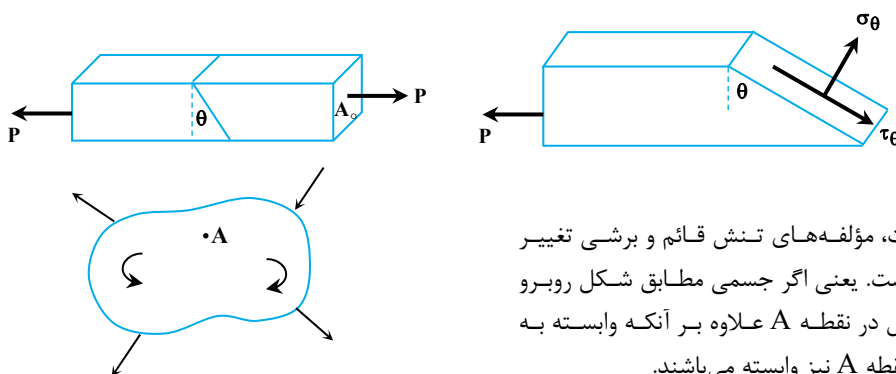 σθ
P
θ
A○
P
P
θ
τθ
A
ت، مؤلفه‌های تنش قائم و برشی تغییر
ست. یعنی اگر جسمی مطابق شکل روبرو
در نقطه A علاوه بر آنکه وابسته به
نقطه A نیز وابسته می‌باشند.